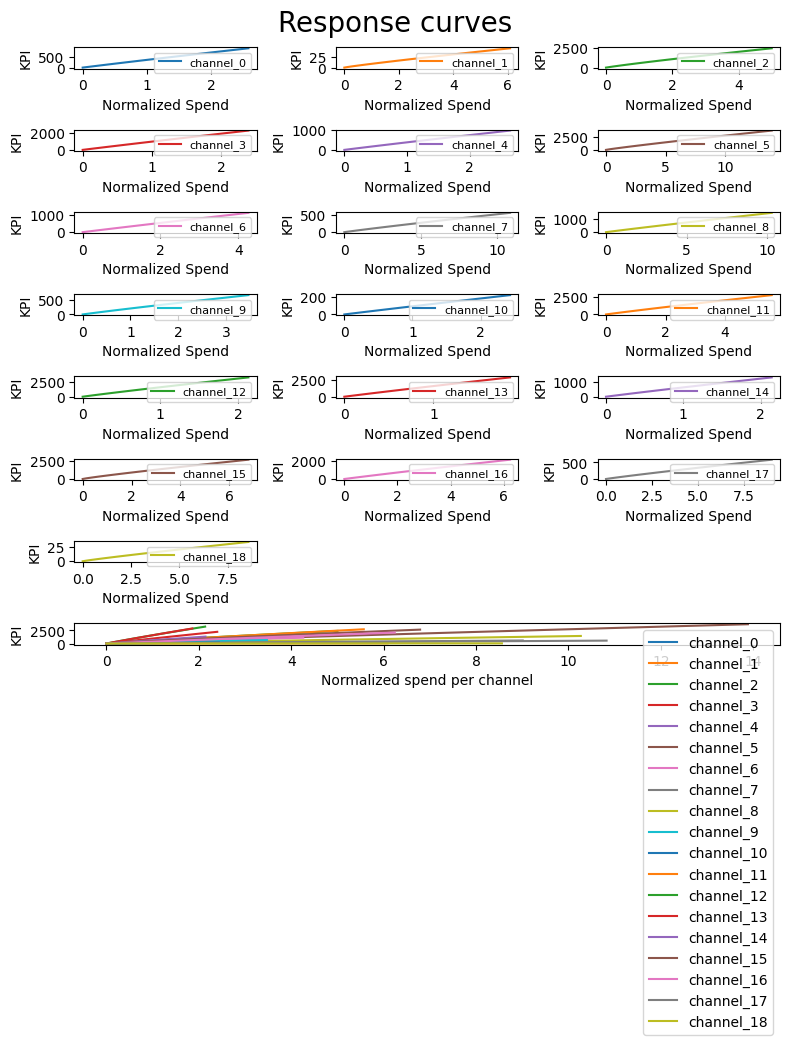 Response curves
KPI 500 0 channel_0 0 1 2 Normalized Spend
KPI 25 0 channel_1 0 2 4 6 Normalized Spend
KPI 2500 0 channel_2 0 2 4 Normalized Spend
KPI 2000 0 channel_3 0 1 2 Normalized Spend
KPI 1000 0 channel_4 0 1 2 Normalized Spend
KPI 2500 0 channel_5 0 5 10 Normalized Spend
KPI 1000 0 channel_6 0 2 4 Normalized Spend
KPI 500 0 channel_7 0 5 10 Normalized Spend
KPI 1000 0 channel_8 0 5 10 Normalized Spend
KPI 500 0 channel_9 0 1 2 3 Normalized Spend
KPI 200 0 channel_10 0 1 2 Normalized Spend
KPI 2500 0 channel_11 0 2 4 Normalized Spend
KPI 2500 0 channel_12 0 1 2 Normalized Spend
KPI 2500 0 channel_13 0 1 Normalized Spend
KPI 1000 0 channel_14 0 1 2 Normalized Spend
KPI 2500 0 channel_15 0 2 4 6 Normalized Spend
KPI 2000 0 channel_16 0 2 4 6 Normalized Spend
KPI 500 0 channel_17 0.0 2.5 5.0 7.5 Normalized Spend
KPI 25 0 channel_18 0.0 2.5 5.0 7.5 Normalized Spend
KPI 2500 0
0 2 4 6 8 10 12 14
Normalized spend per channel
channel_0
channel_1
channel_2
channel_3
channel_4
channel_5
channel_6
channel_7
channel_8
channel_9
channel_10
channel_11
channel_12
channel_13
channel_14
channel_15
channel_16
channel_17
channel_18